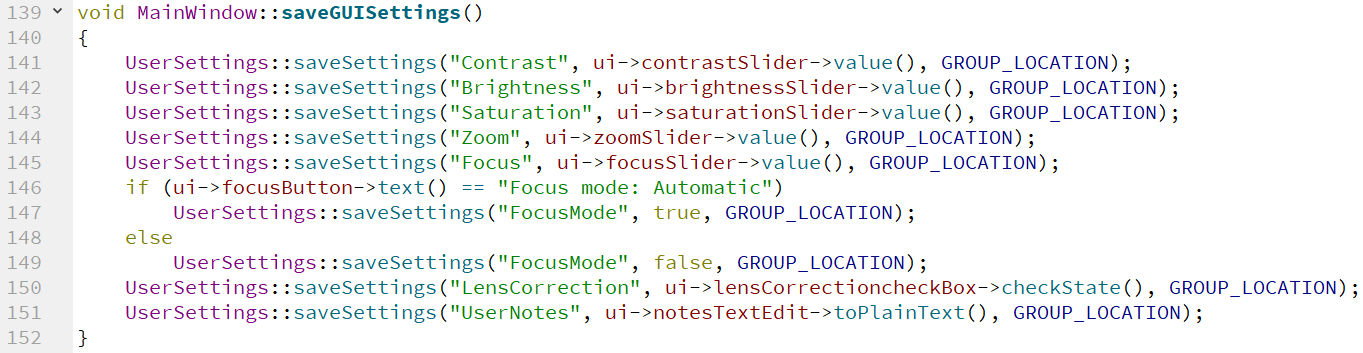 139 void MainWindow::saveGUISettings()
140 {
141     UserSettings::saveSettings("Contrast", ui->contrastSlider->value(), GROUP_LOCATION);
142     UserSettings::saveSettings("Brightness", ui->brightnessSlider->value(), GROUP_LOCATION);
143     UserSettings::saveSettings("Saturation", ui->saturationSlider->value(), GROUP_LOCATION);
144     UserSettings::saveSettings("Zoom", ui->zoomSlider->value(), GROUP_LOCATION);
145     UserSettings::saveSettings("Focus", ui->focusSlider->value(), GROUP_LOCATION);
146     if (ui->focusButton->text() == "Focus mode: Automatic")
147         UserSettings::saveSettings("FocusMode", true, GROUP_LOCATION);
148     else
149         UserSettings::saveSettings("FocusMode", false, GROUP_LOCATION);
150     UserSettings::saveSettings("LensCorrection", ui->lensCorrectioncheckBox->checkState(), GROUP_LOCATION);
151     UserSettings::saveSettings("UserNotes", ui->notesTextEdit->toPlainText(), GROUP_LOCATION);
152 }